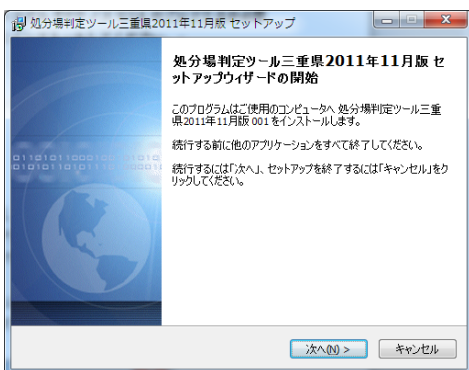 処分場判定ツール三重県2011年11月版 セットアップ
処分場判定ツール三重県2011年11月版 セ
ットアップウィザードの開始
このプログラムはご使用のコンピュータへ 処分場判定ツール三重
県2011年11月版 001 をインストールします。
続行する前に他のアプリケーションをすべて終了してください。
続行するには「次へ」、セットアップを終了するには「キャンセル」をク
リックしてください。
次へ(N) >
キャンセル